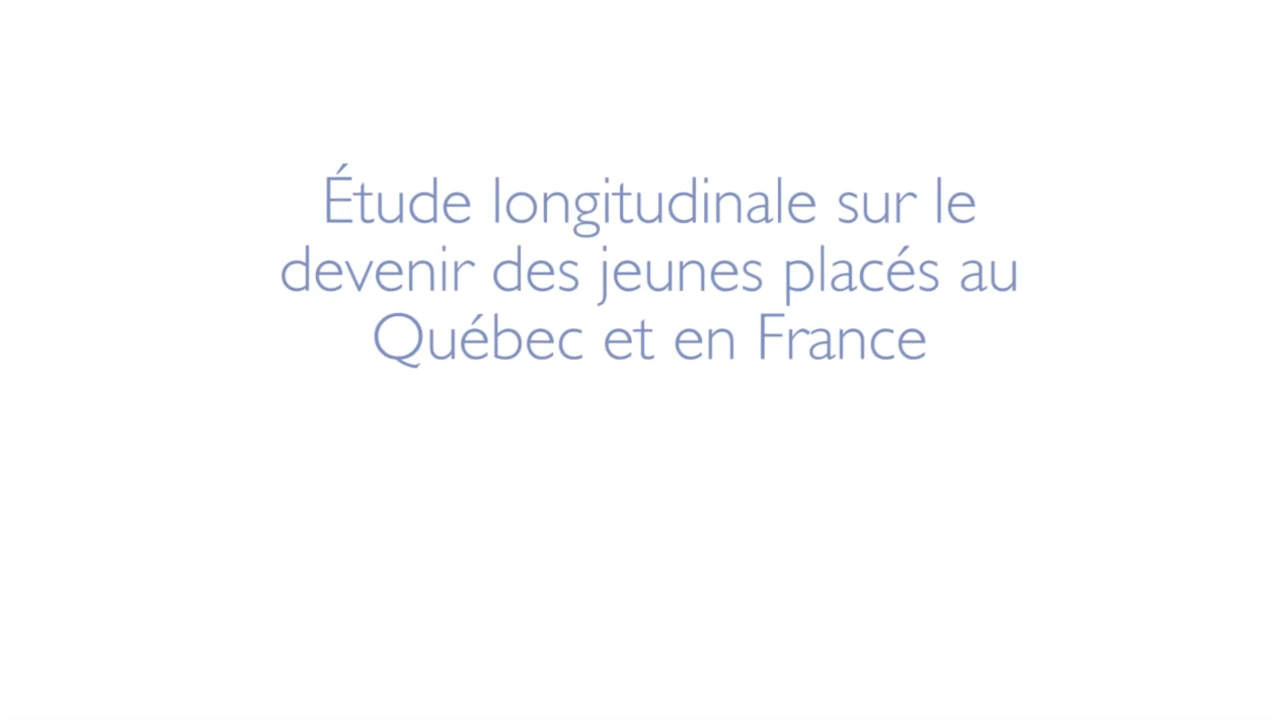 Étude longitudinale sur le
devenir des jeunes placés au
Québec et en France